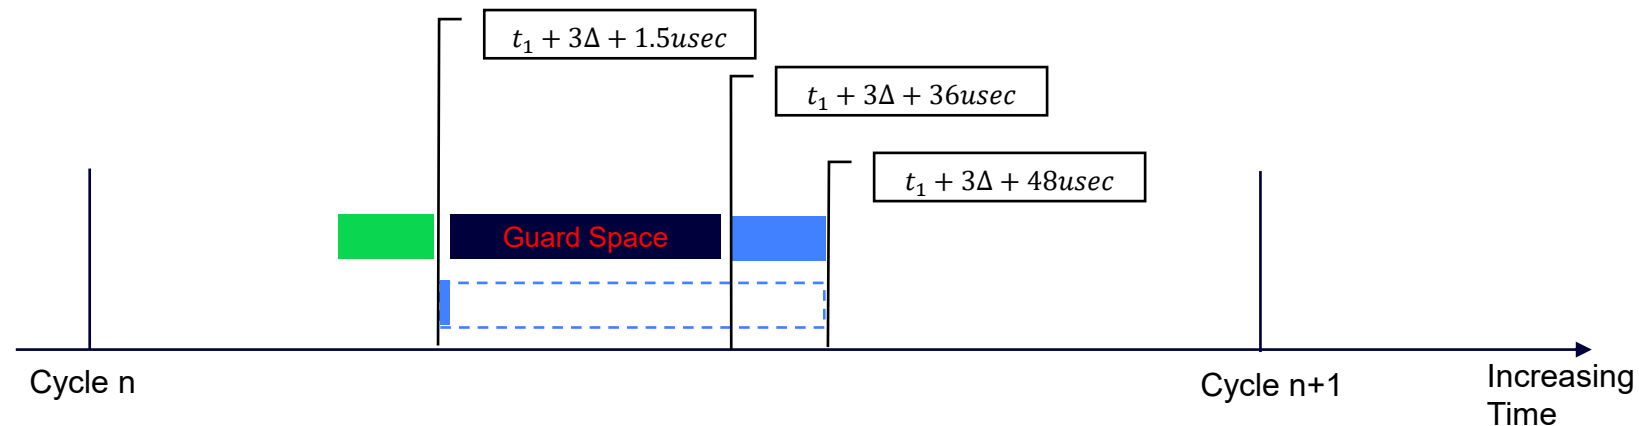 t₁ + 3Δ + 1.5usec
t₁ + 3Δ + 36usec
t₁ + 3Δ + 48usec
Guard Space
Cycle n
Cycle n+1
Increasing
Time